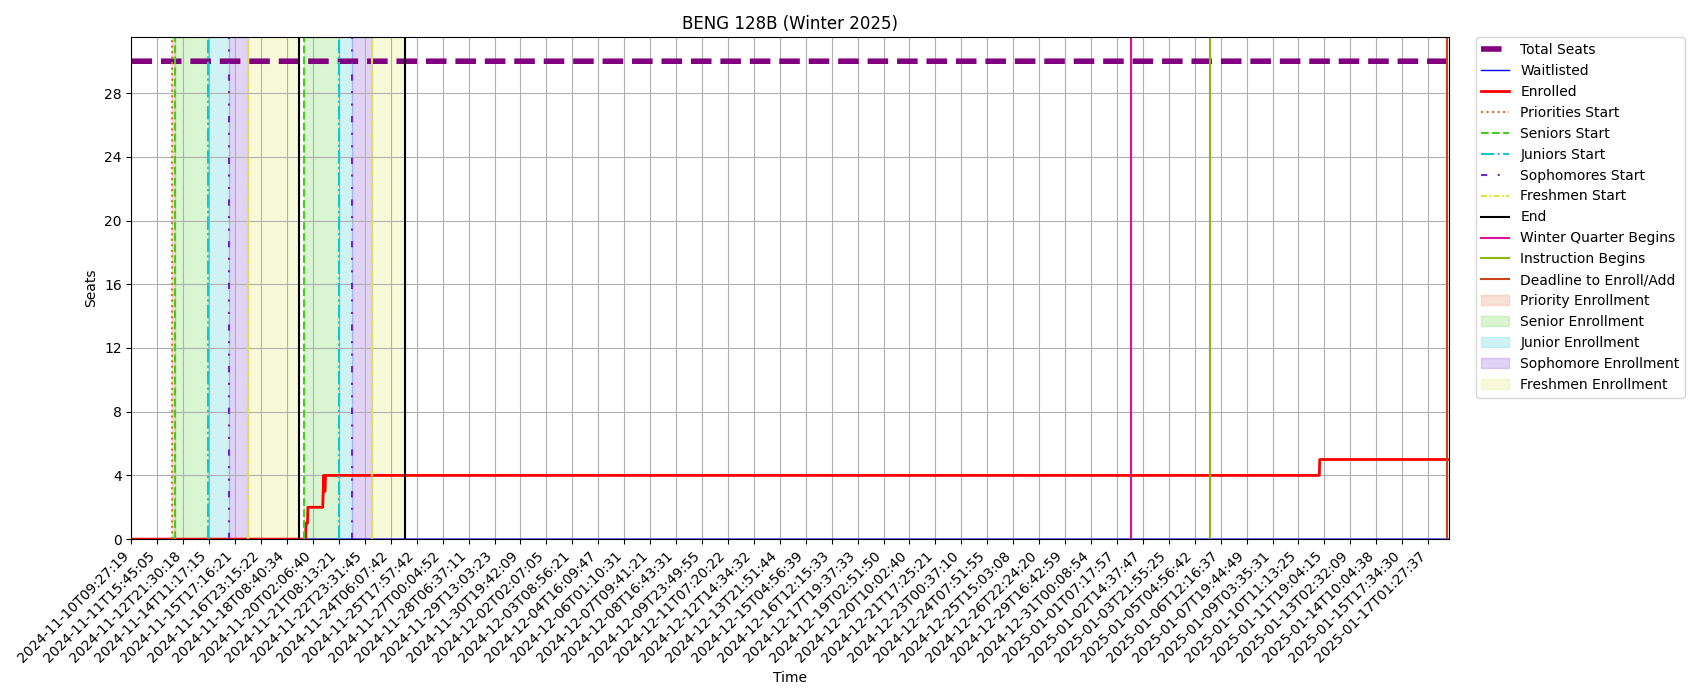 BENG 128B (Winter 2025)
Seats
28
24
20
16
12
8
4
0
2024-11-10T09:27:19
2024-11-11T15:45:05
2024-11-12T21:30:18
2024-11-14T11:17:15
2024-11-15T17:16:21
2024-11-16T23:15:22
2024-11-18T08:40:34
2024-11-20T02:06:40
2024-11-21T08:13:21
2024-11-22T23:31:45
2024-11-24T06:07:42
2024-11-25T17:57:42
2024-11-27T00:04:52
2024-11-28T06:37:11
2024-11-29T13:03:23
2024-11-30T19:42:09
2024-12-02T02:07:05
2024-12-03T08:56:21
2024-12-04T16:09:47
2024-12-06T01:10:31
2024-12-07T09:41:21
2024-12-08T16:43:31
2024-12-09T23:49:55
2024-12-11T07:20:22
2024-12-12T14:34:32
2024-12-13T21:51:44
2024-12-15T04:56:39
2024-12-16T12:15:33
2024-12-17T19:37:33
2024-12-19T02:51:50
2024-12-20T10:02:40
2024-12-21T17:25:21
2024-12-23T00:37:10
2024-12-24T07:51:55
2024-12-25T15:03:08
2024-12-26T22:24:20
2024-12-29T16:42:59
2024-12-31T00:08:54
2025-01-01T07:17:57
2025-01-02T14:37:47
2025-01-03T21:55:25
2025-01-05T04:56:42
2025-01-06T12:16:37
2025-01-07T19:44:49
2025-01-09T03:35:31
2025-01-10T11:13:25
2025-01-11T19:04:15
2025-01-13T02:32:09
2025-01-14T10:04:38
2025-01-15T17:34:30
2025-01-17T01:27:37
Time
Total Seats
Waitlisted
Enrolled
Priorities Start
Seniors Start
Juniors Start
Sophomores Start
Freshmen Start
End
Winter Quarter Begins
Instruction Begins
Deadline to Enroll/Add
Priority Enrollment
Senior Enrollment
Junior Enrollment
Sophomore Enrollment
Freshmen Enrollment